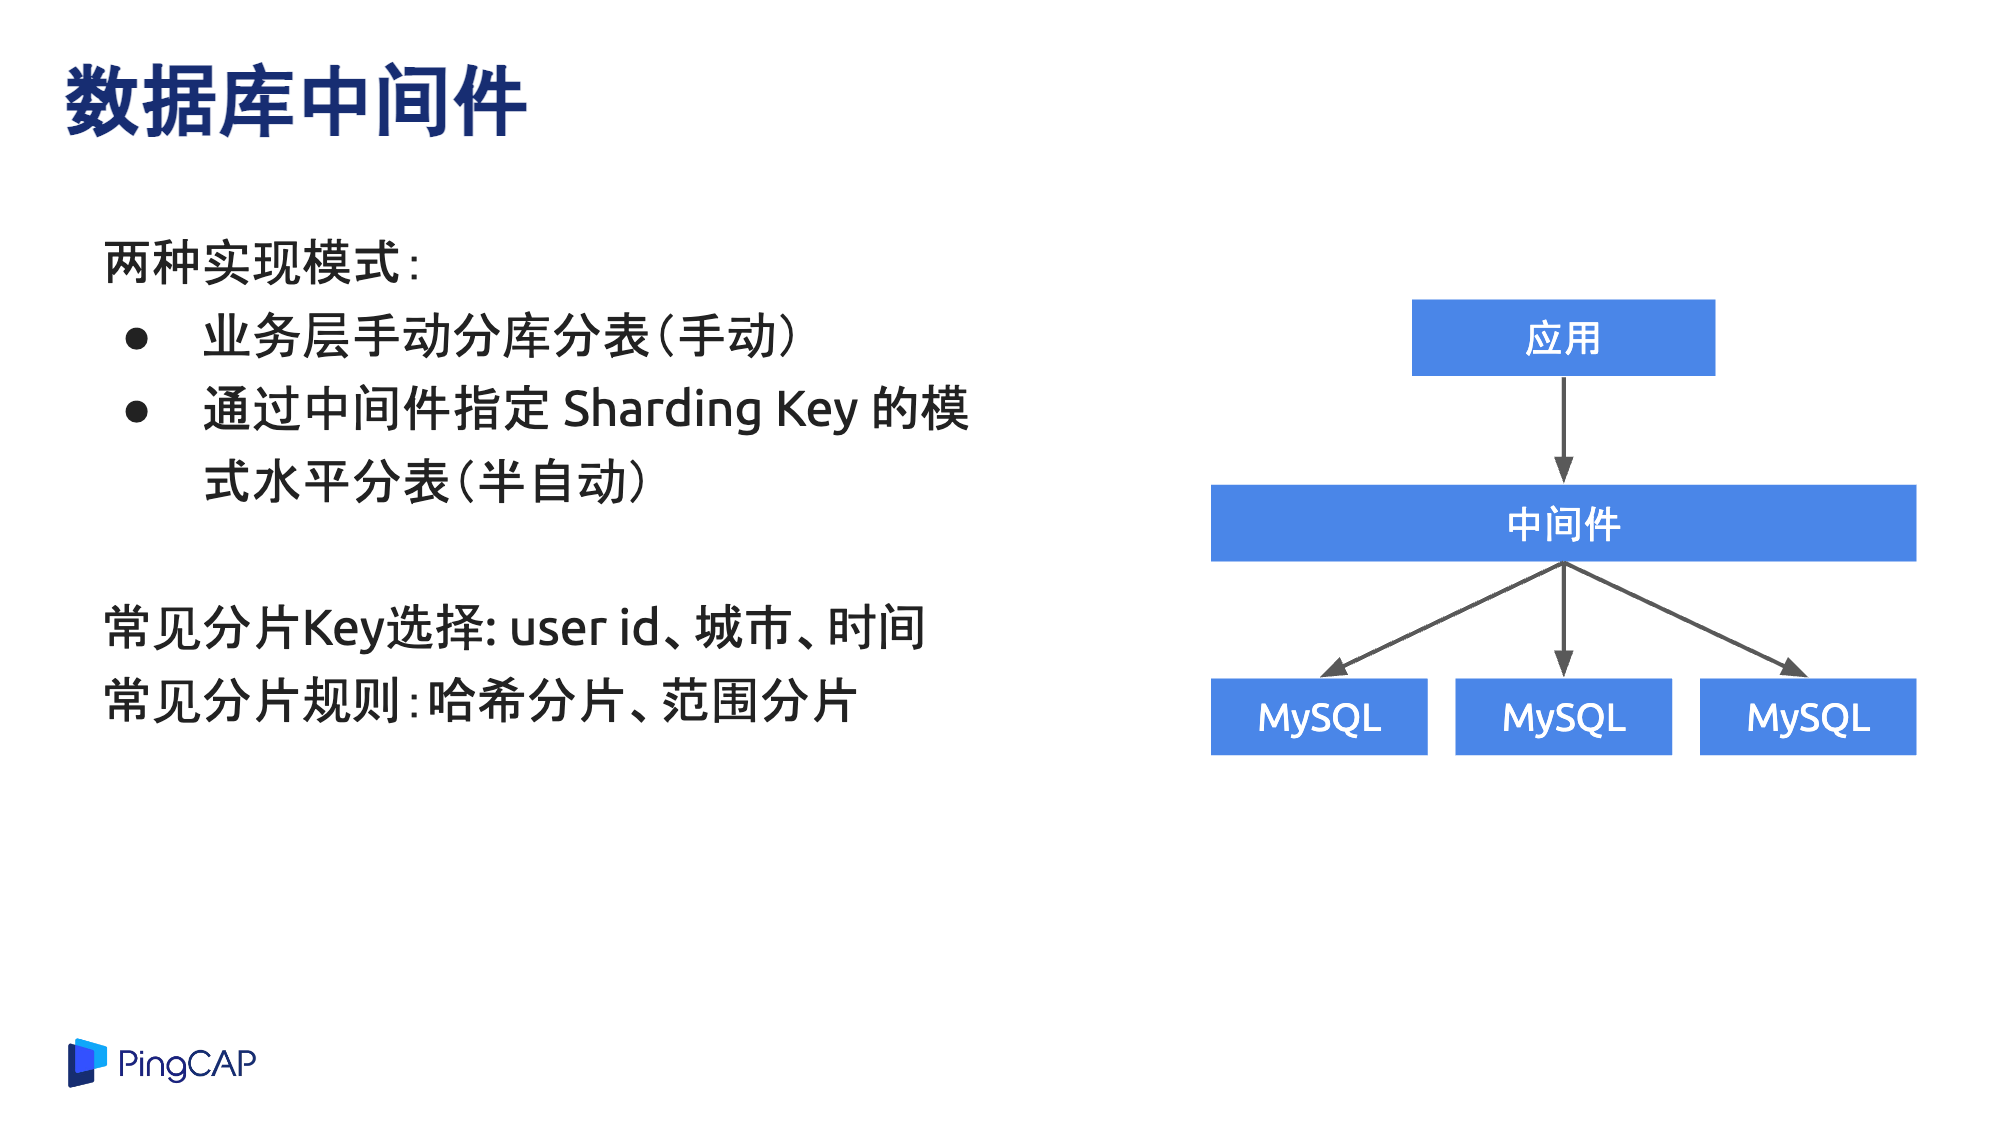 数据库中间件
两种实现模式：
● 业务层手动分库分表（手动）
● 通过中间件指定 Sharding Key 的模
式水平分表（半自动）
常见分片Key选择: user id、城市、时间
常见分片规则：哈希分片、范围分片
应用
中间件
MySQL MySQL MySQL
PingCAP